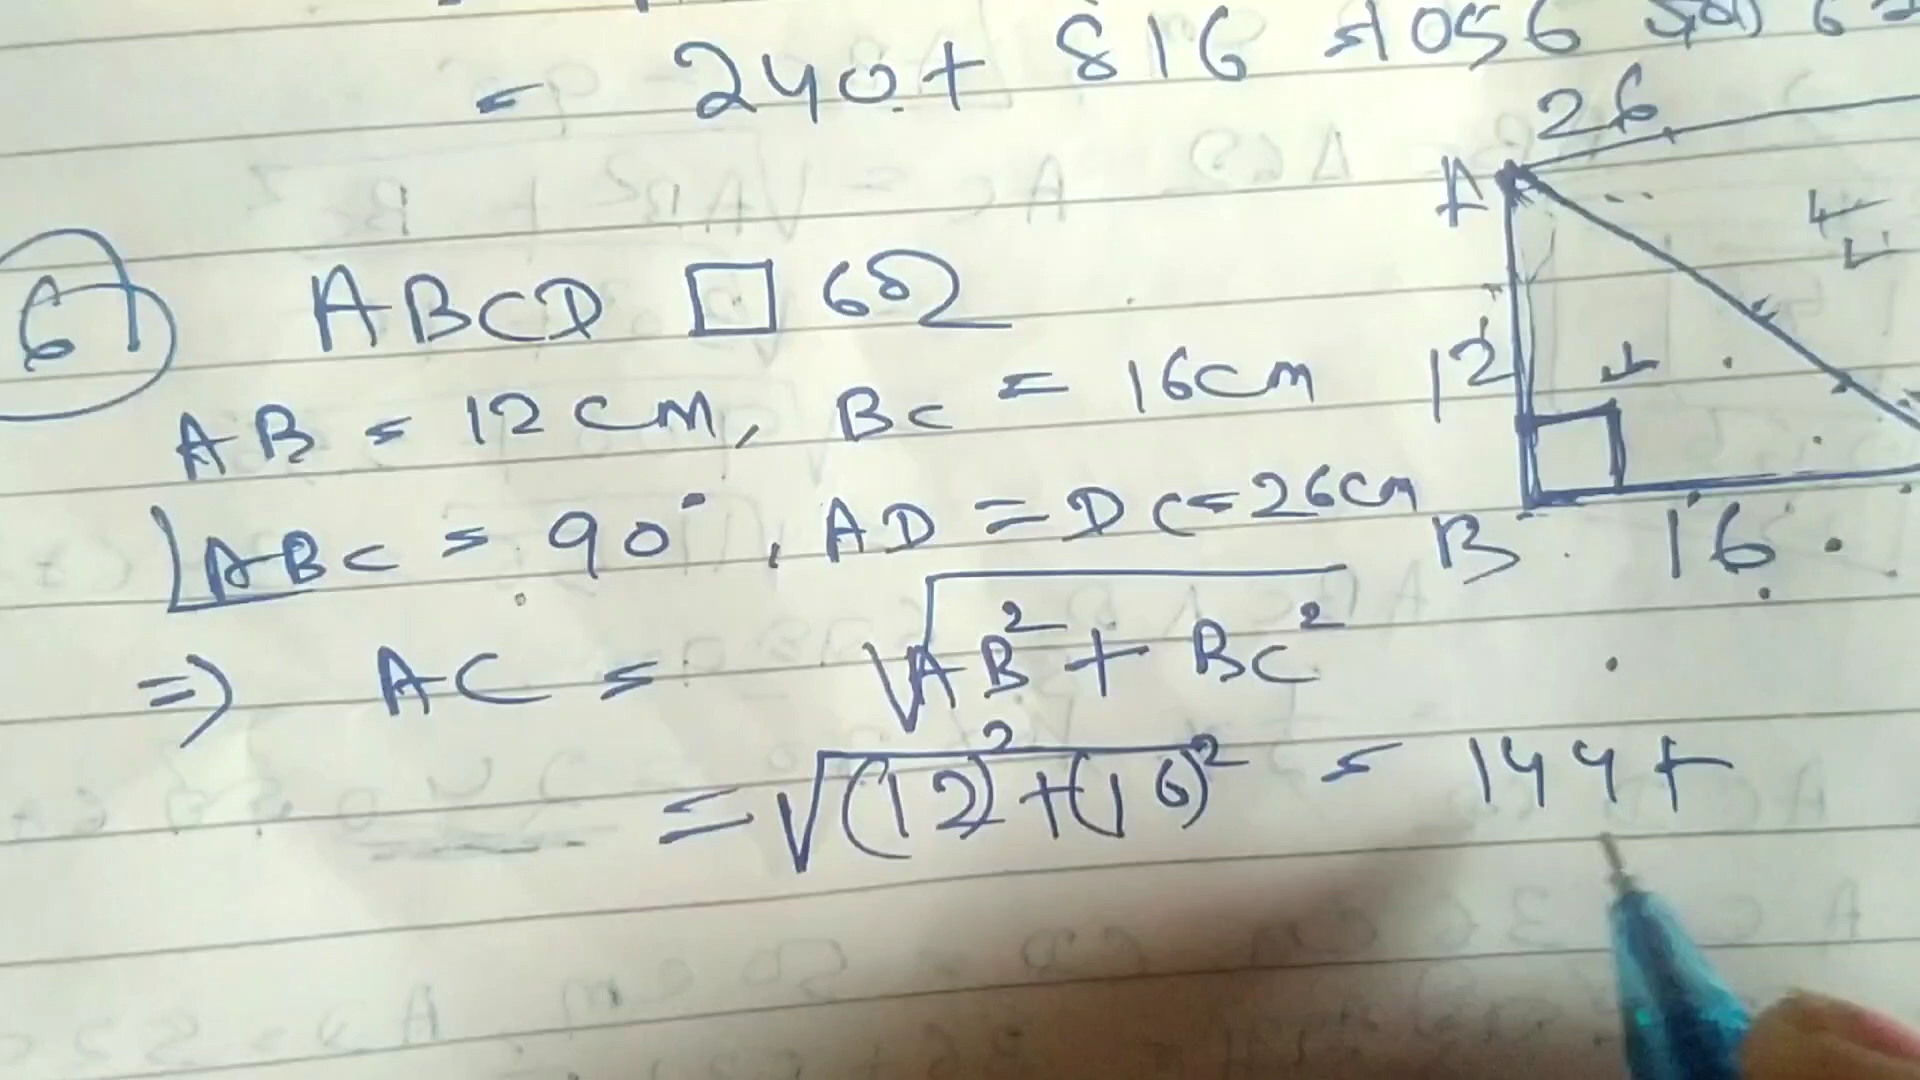 = 240 + 816 = 1056
6
ABCD □
AB = 12 cm, BC = 16 cm
∠ABC = 90°, AD = DC = 26 cm
⇒ AC = √AB² + BC²
= √(12)² + (16)² = 144 +
26
A
12
B 16